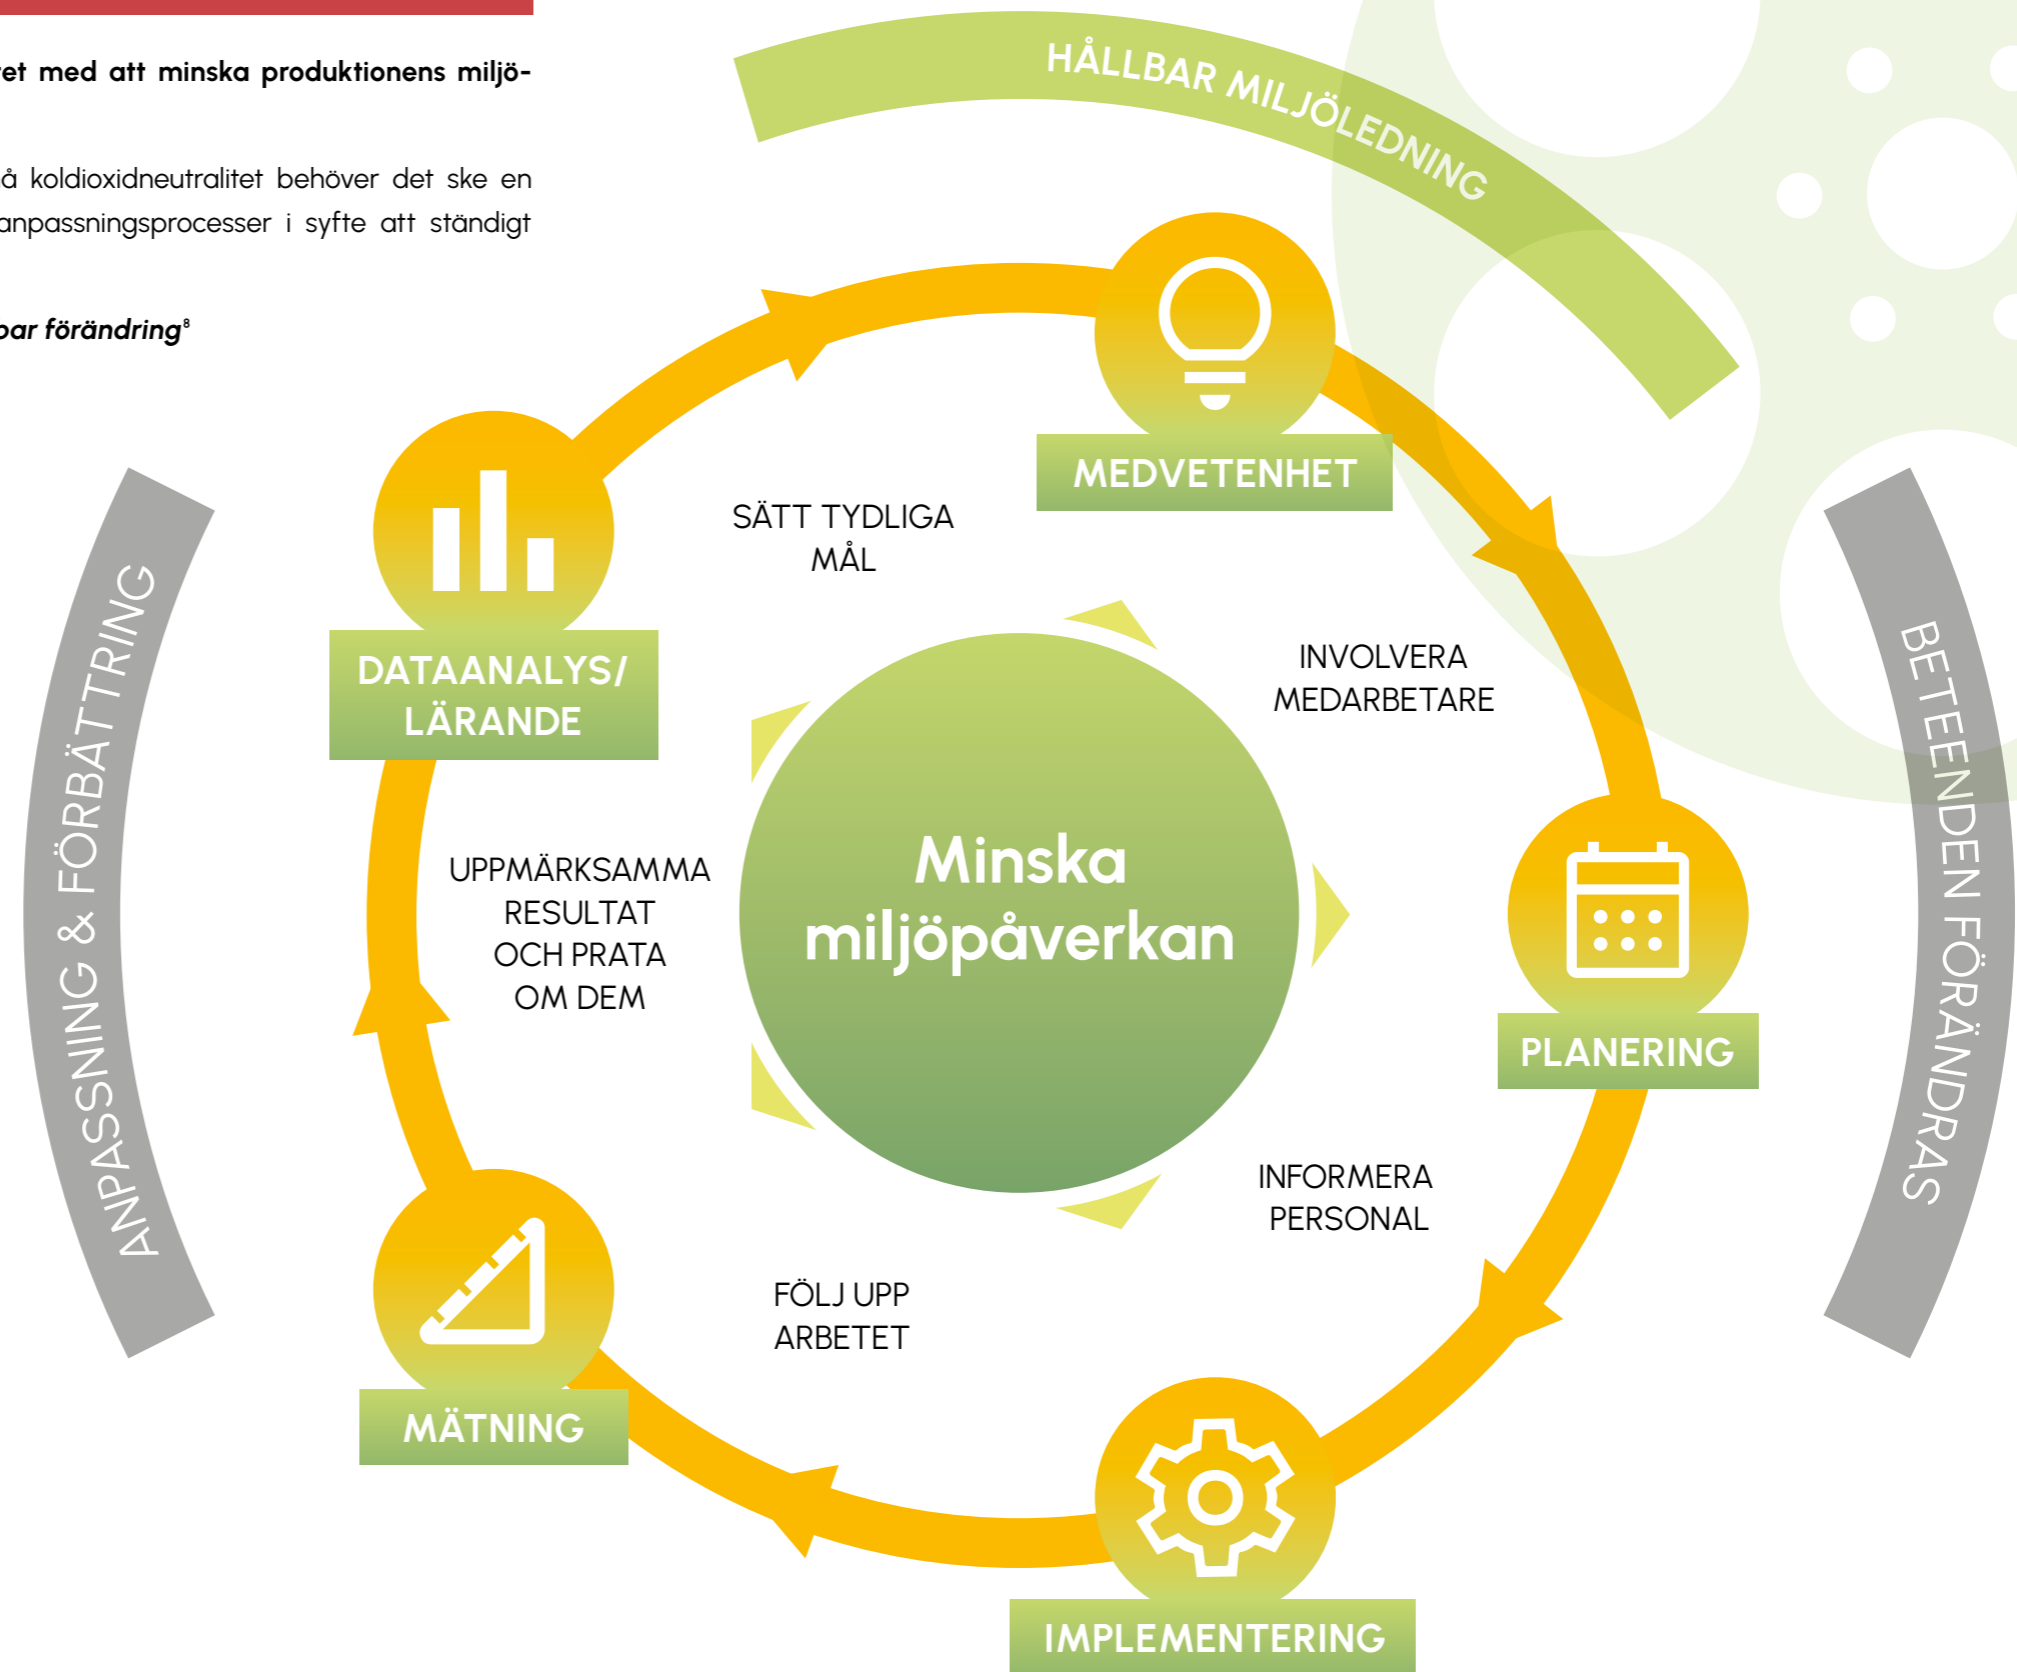 et med att minska produktionens miljö-
å koldioxidneutralitet behöver det ske en
anpassningsprocesser i syfte att ständigt
bar förändring⁸
HÅLLBAR MILJÖLEDNING
MEDVETENHET
SÄTT TYDLIGA
MÅL
DATAANALYS/
LÄRANDE
INVOLVERA
MEDARBETARE
ANPASSNING & FÖRBÄTTRING
BETEENDEN FÖRÄNDRAS
UPPMÄRKSAMMA
RESULTAT
OCH PRATA
OM DEM
Minska
miljöpåverkan
PLANERING
INFORMERA
PERSONAL
FÖLJ UPP
ARBETET
MÄTNING
IMPLEMENTERING